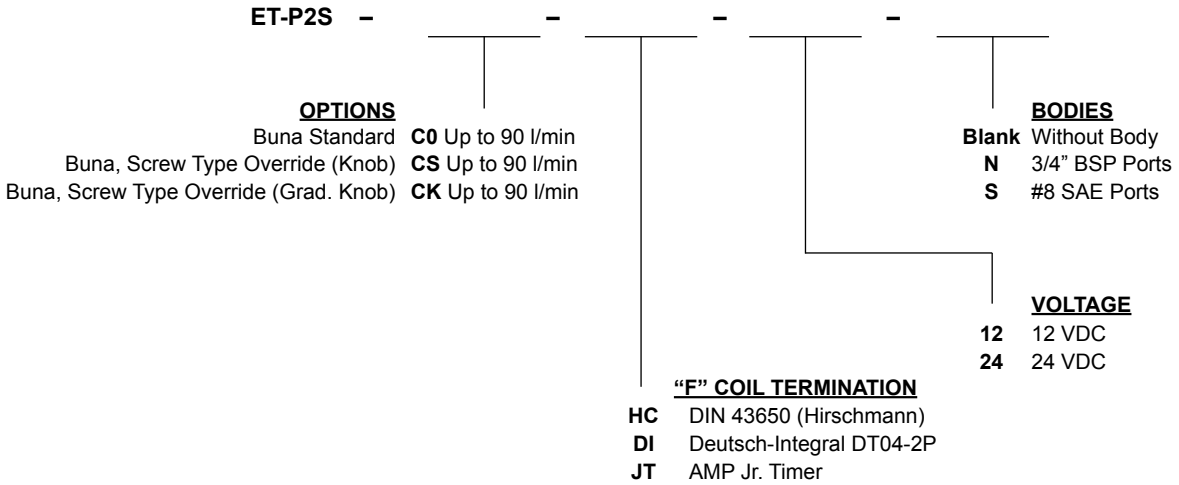 ET-P2S – – – –
OPTIONS
Buna Standard C0 Up to 90 l/min
Buna, Screw Type Override (Knob) CS Up to 90 l/min
Buna, Screw Type Override (Grad. Knob) CK Up to 90 l/min
BODIES
Blank Without Body
N 3/4” BSP Ports
S #8 SAE Ports
VOLTAGE
12 12 VDC
24 24 VDC
“F” COIL TERMINATION
HC DIN 43650 (Hirschmann)
DI Deutsch-Integral DT04-2P
JT AMP Jr. Timer